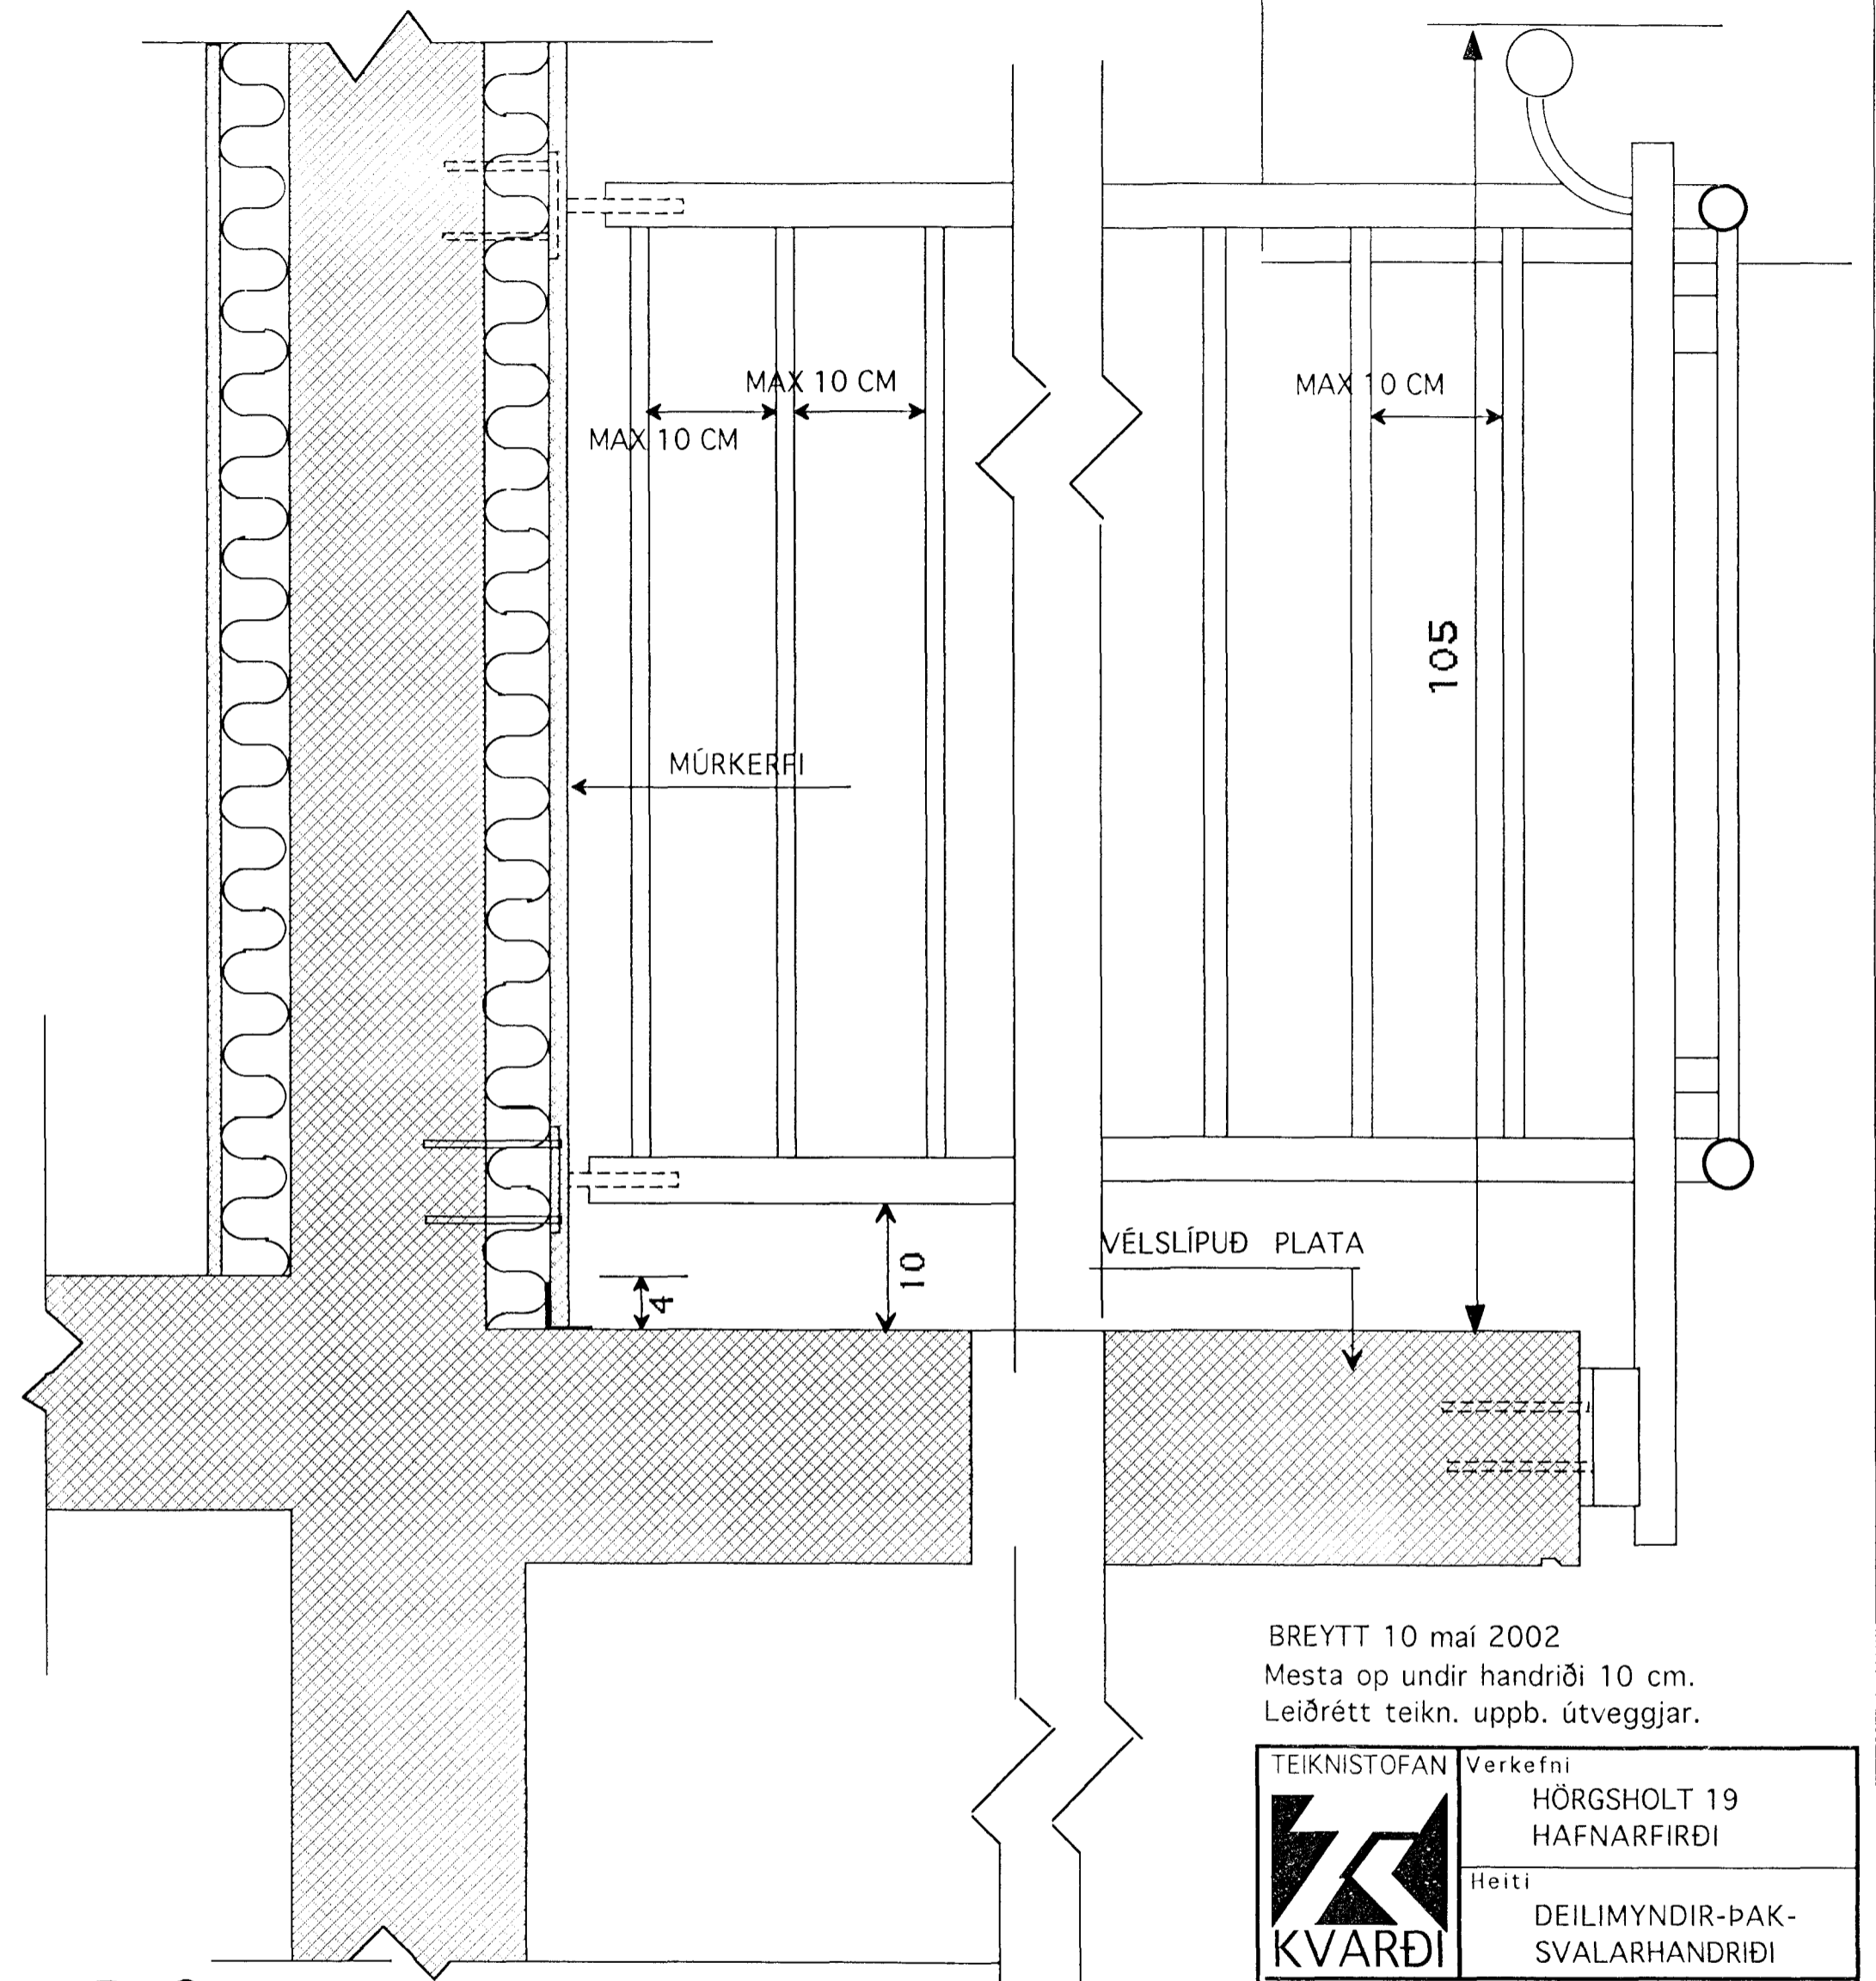 MAX 10 CM
MAX 10 CM
MAX 10 CM
105
MÚRKERFI
VÉLSLÍPUÐ PLATA
10
4
BREYTT 10 maí 2002
Mesta op undir handriði 10 cm.
Leiðrétt teikn. uppb. útveggjar.
TEIKNISTOFAN
KVARÐI
Verkefni
HÖRGSHOLT 19
HAFNARFIRÐI
Heiti
DEILIMYNDIR-ÞAK-
SVALARHANDRIÐI